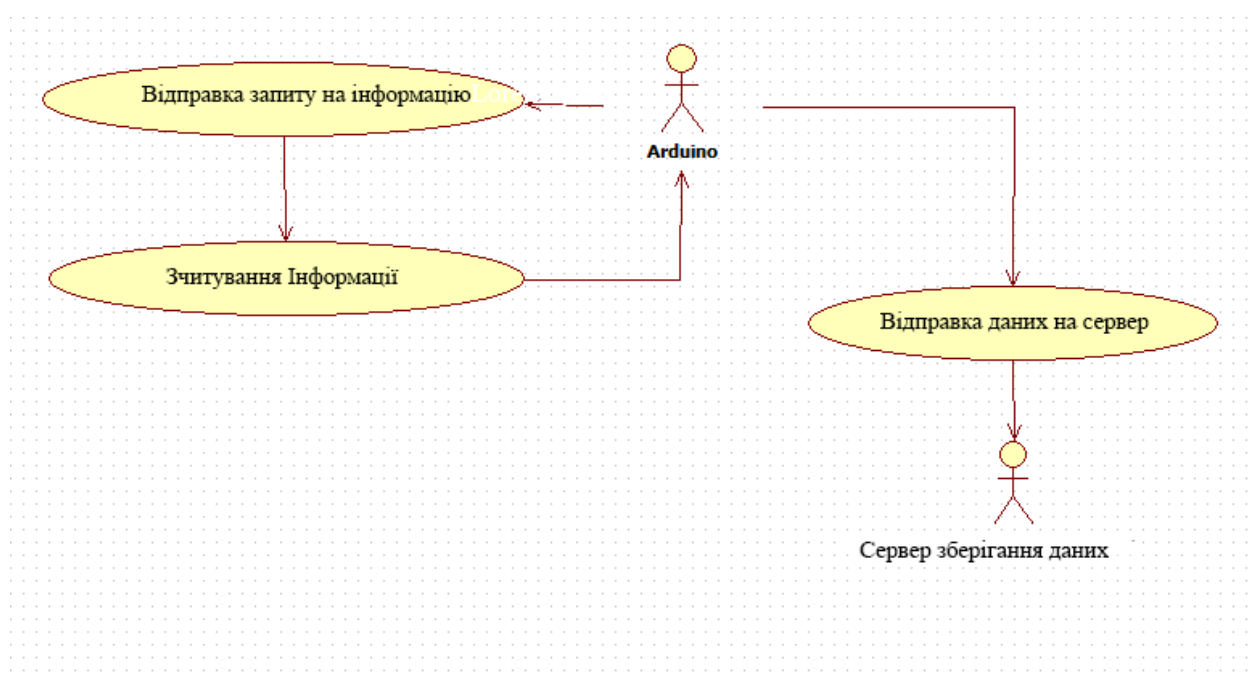 Відправка запиту на інформацію
Arduino
Зчитування Інформації
Відправка даних на сервер
Сервер зберігання даних